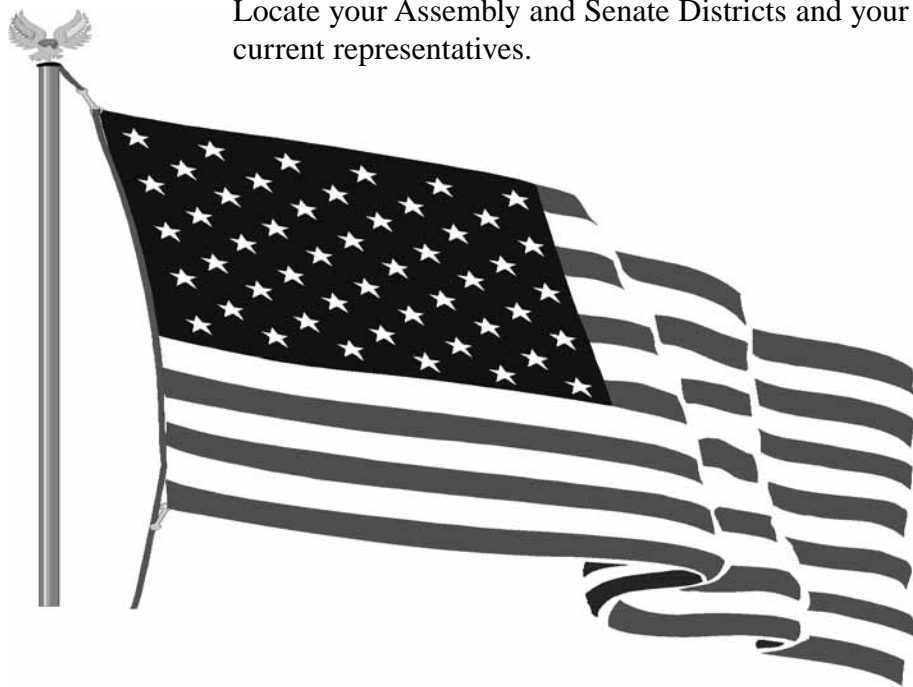 Locate your Assembly and Senate Districts and your
current representatives.